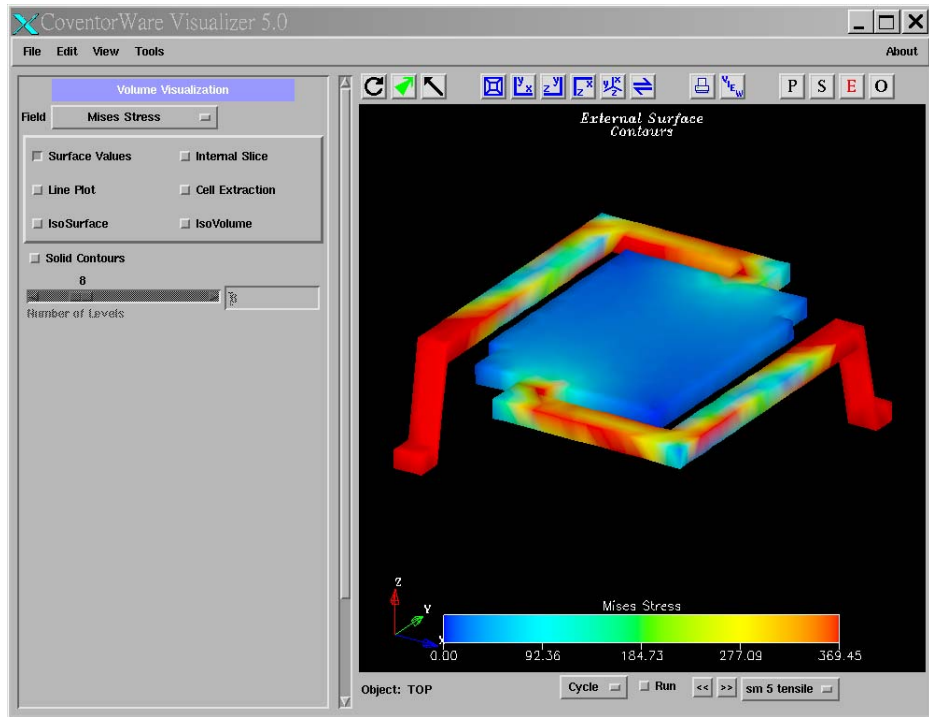 CoventorWare Visualizer 5.0
File Edit View Tools About
Volume Visualization
Field Mises Stress
Surface Values Internal Slice
Line Plot Cell Extraction
IsoSurface IsoVolume
Solid Contours
8
Number of Levels
P S E O
External Surface
Contours
Z
Y
X
Mises Stress
0.00 92.36 184.73 277.09 369.45
Object: TOP Cycle Run << >> sm 5 tensile